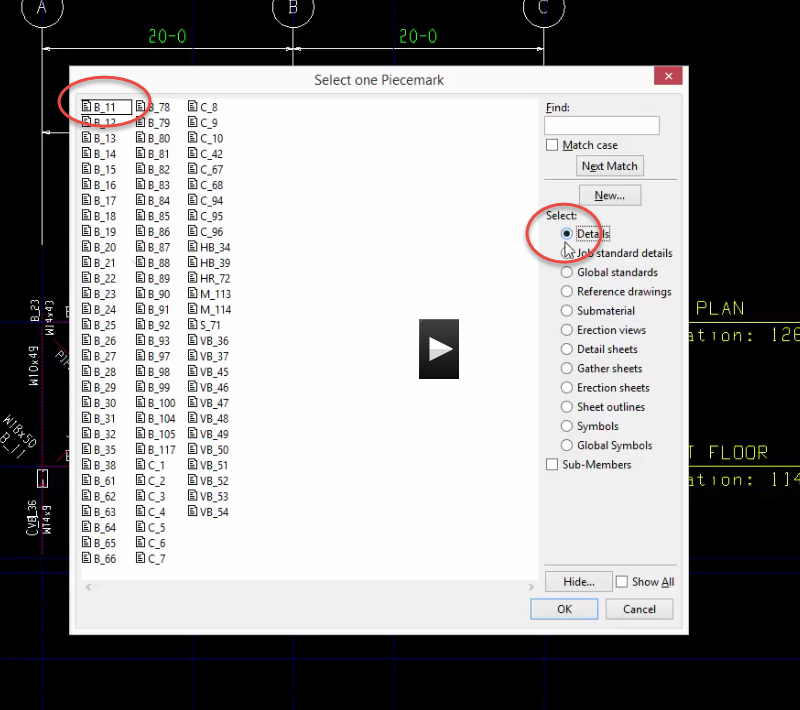 A B C
20-0 20-0
Select one Piecemark
B_11 B_78 C_8
B_12 B_79 C_9
B_13 B_80 C_10
B_14 B_81 C_42
B_15 B_82 C_67
B_16 B_83 C_68
B_17 B_84 C_94
B_18 B_85 C_95
B_19 B_86 C_96
B_20 B_87 HB_34
B_21 B_88 HB_39
B_22 B_89 HR_72
B_23 B_90 M_113
B_24 B_91 M_114
B_25 B_92 S_71
B_26 B_93 VB_36
B_27 B_97 VB_37
B_28 B_98 VB_45
B_29 B_99 VB_46
B_30 B_100 VB_47
B_31 B_104 VB_48
B_32 B_105 VB_49
B_35 B_117 VB_50
B_38 C_1 VB_51
B_61 C_2 VB_52
B_62 C_3 VB_53
B_63 C_4 VB_54
B_64 C_5
B_65 C_6
B_66 C_7
Find:
Match case
Next Match
New...
Select:
Details
Job standard details
Global standards
Reference drawings
Submaterial
Erection views
Detail sheets
Gather sheets
Erection sheets
Sheet outlines
Symbols
Global Symbols
Sub-Members
Hide... Show All
OK Cancel
B_23
W14x43
W10x49
W18x50
B_11
VB_36
WT4x9
PLAN
ation: 126
T FLOOR
ation: 114